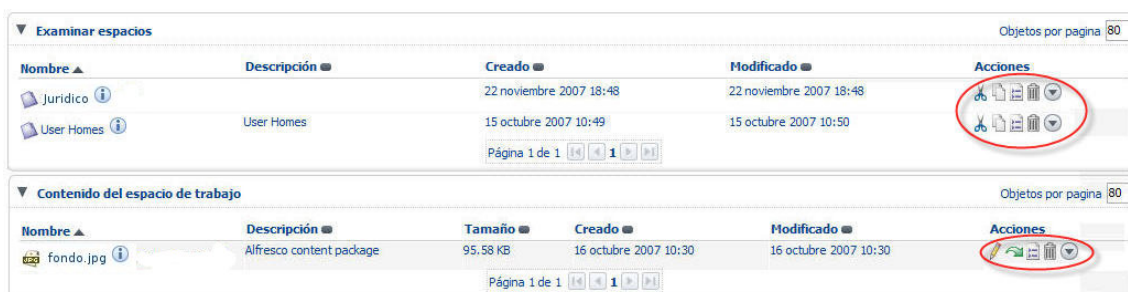 Examinar espacios Objetos por pagina 80
Nombre Descripción Creado Modificado Acciones
Juridico 22 noviembre 2007 18:48 22 noviembre 2007 18:48
User Homes User Homes 15 octubre 2007 10:49 15 octubre 2007 10:50
Página 1 de 1 1
Contenido del espacio de trabajo Objetos por pagina 80
Nombre Descripción Tamaño Creado Modificado Acciones
fondo.jpg Alfresco content package 95.58 KB 16 octubre 2007 10:30 16 octubre 2007 10:30
Página 1 de 1 1